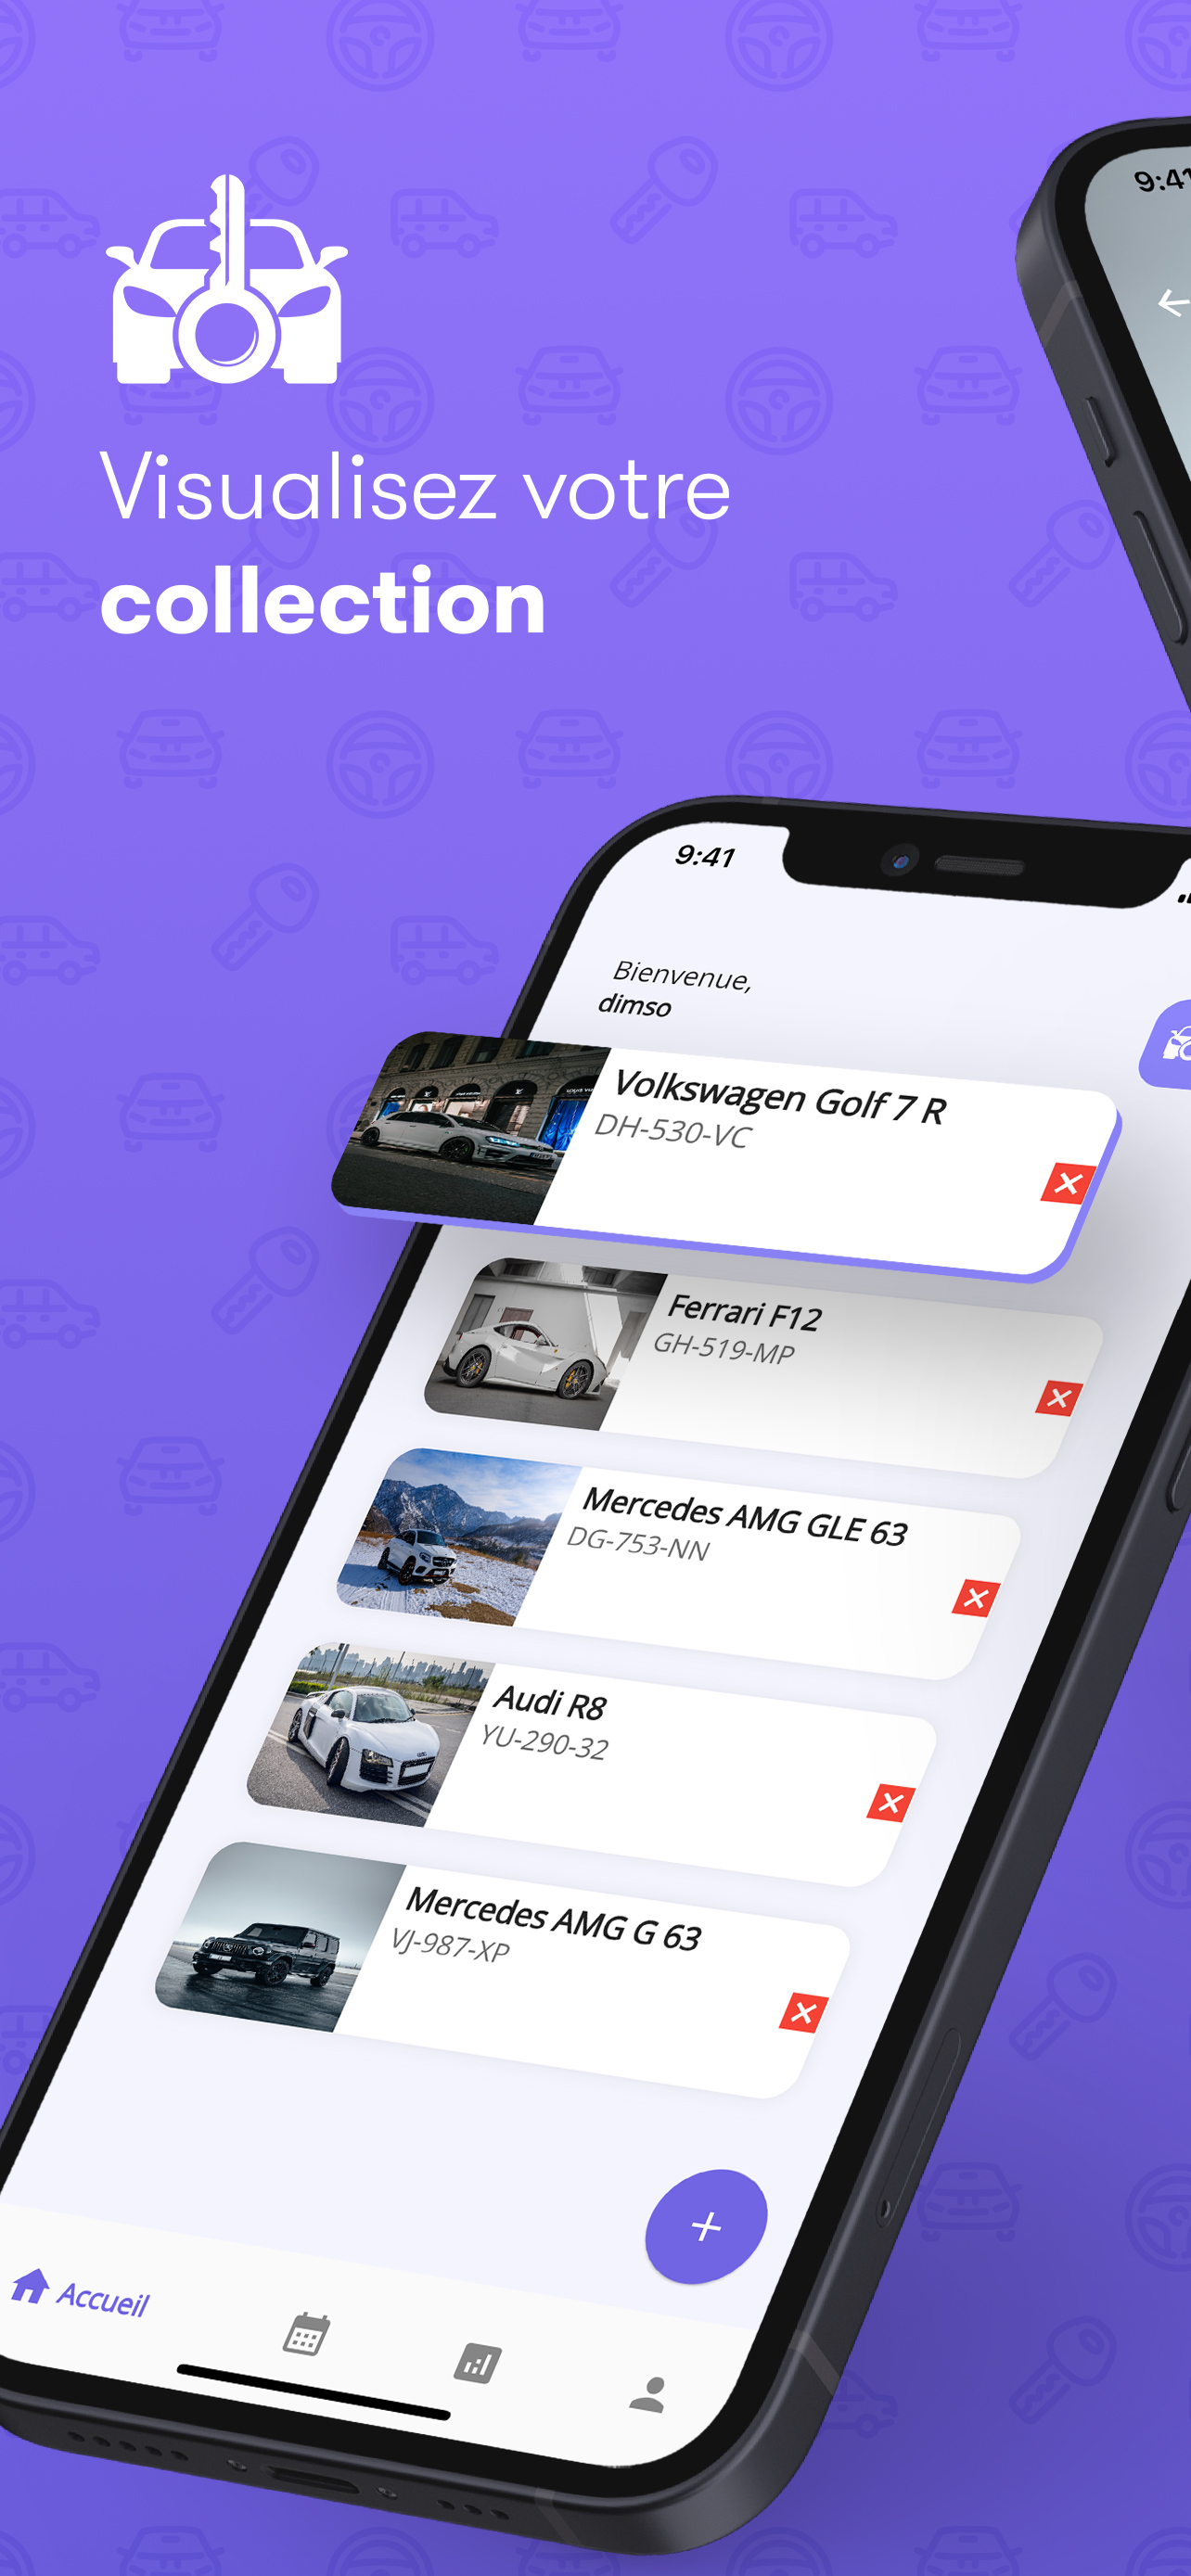 Visualisez votre
collection
9:41
9:41
Bienvenue,
dimso
Volkswagen Golf 7 R
DH-530-VC
Ferrari F12
GH-519-MP
Mercedes AMG GLE 63
DG-753-NN
Audi R8
YU-290-32
Mercedes AMG G 63
VJ-987-XP
Accueil